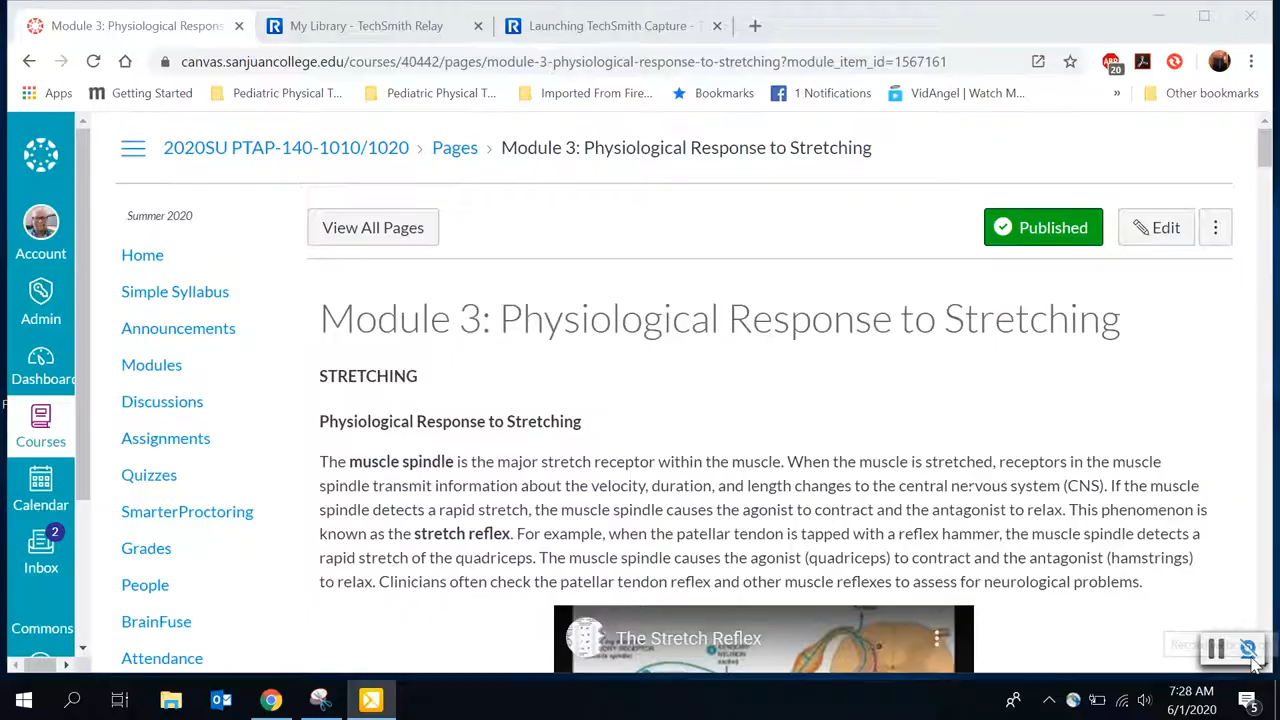 Module 3: Physiological Respons
My Library - TechSmith Relay
Launching TechSmith Capture -
canvas.sanjuancollege.edu/courses/40442/pages/module-3-physiological-response-to-stretching?module_item_id=1567161
ABP
20
Apps
Getting Started
Pediatric Physical T...
Pediatric Physical T...
Imported From Fire...
Bookmarks
1 Notifications
VidAngel | Watch M...
»
Other bookmarks
2020SU PTAP-140-1010/1020 › Pages › Module 3: Physiological Response to Stretching
Account
Admin
Dashboard
Courses
Calendar
2
Inbox
Commons
Summer 2020
Home
Simple Syllabus
Announcements
Modules
Discussions
Assignments
Quizzes
SmarterProctoring
Grades
People
BrainFuse
Attendance
View All Pages
Published
Edit
Module 3: Physiological Response to Stretching
STRETCHING
Physiological Response to Stretching
The muscle spindle is the major stretch receptor within the muscle. When the muscle is stretched, receptors in the muscle
spindle transmit information about the velocity, duration, and length changes to the central nervous system (CNS). If the muscle
spindle detects a rapid stretch, the muscle spindle causes the agonist to contract and the antagonist to relax. This phenomenon is
known as the stretch reflex. For example, when the patellar tendon is tapped with a reflex hammer, the muscle spindle detects a
rapid stretch of the quadriceps. The muscle spindle causes the agonist (quadriceps) to contract and the antagonist (hamstrings)
to relax. Clinicians often check the patellar tendon reflex and other muscle reflexes to assess for neurological problems.
The Stretch Reflex
7:28 AM
6/1/2020
5